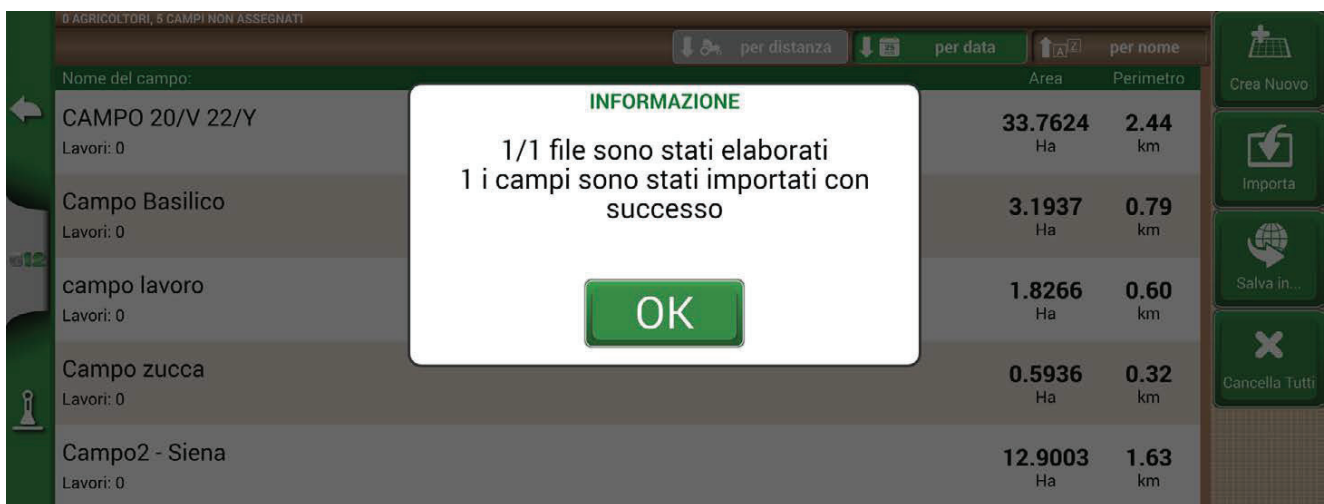 0 AGRICOLTORI, 5 CAMPI NON ASSEGNATI
per distanza per data per nome
Nome del campo: Area Perimetro
Crea Nuovo
Importa
Salva in...
Cancella Tutti
CAMPO 20/V 22/Y 33.7624 2.44
Lavori: 0 Ha km
Campo Basilico 3.1937 0.79
Lavori: 0 Ha km
campo lavoro 1.8266 0.60
Lavori: 0 Ha km
Campo zucca 0.5936 0.32
Lavori: 0 Ha km
Campo2 - Siena 12.9003 1.63
Lavori: 0 Ha km
INFORMAZIONE
1/1 file sono stati elaborati
1 i campi sono stati importati con
successo
OK